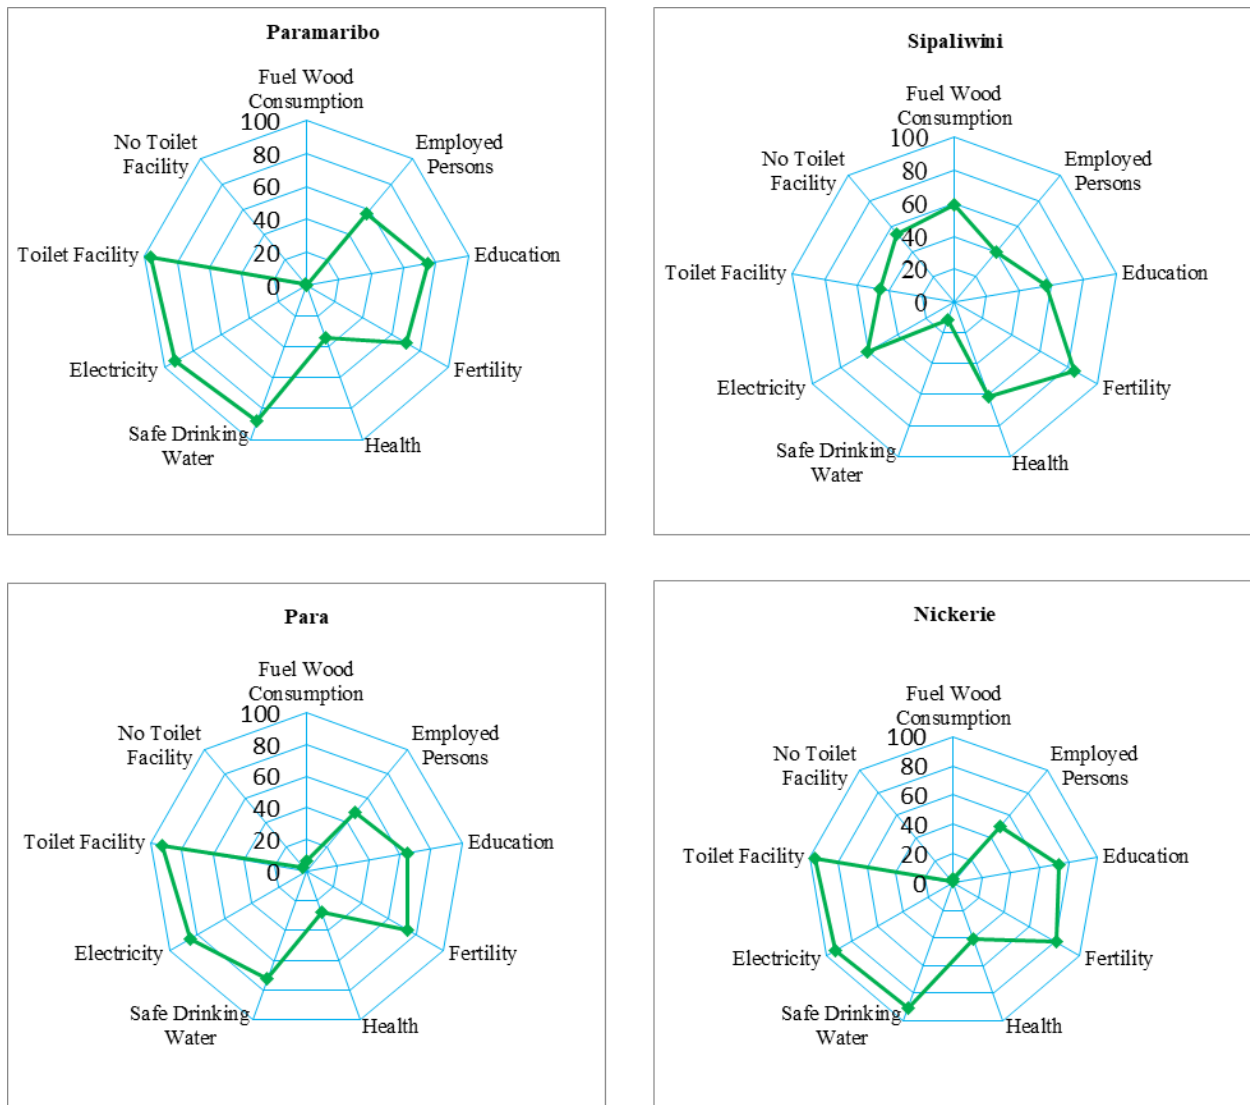 Paramaribo
Fuel Wood
Consumption
100
80
60
40
20
0
Employed
Persons
Education
Fertility
Health
Safe Drinking
Water
Electricity
Toilet Facility
No Toilet
Facility
Sipaliwini
Fuel Wood
Consumption
100
80
60
40
20
0
Employed
Persons
Education
Fertility
Health
Safe Drinking
Water
Electricity
Toilet Facility
No Toilet
Facility
Para
Fuel Wood
Consumption
100
80
60
40
20
0
Employed
Persons
Education
Fertility
Health
Safe Drinking
Water
Electricity
Toilet Facility
No Toilet
Facility
Nickerie
Fuel Wood
Consumption
100
80
60
40
20
0
Employed
Persons
Education
Fertility
Health
Safe Drinking
Water
Electricity
Toilet Facility
No Toilet
Facility